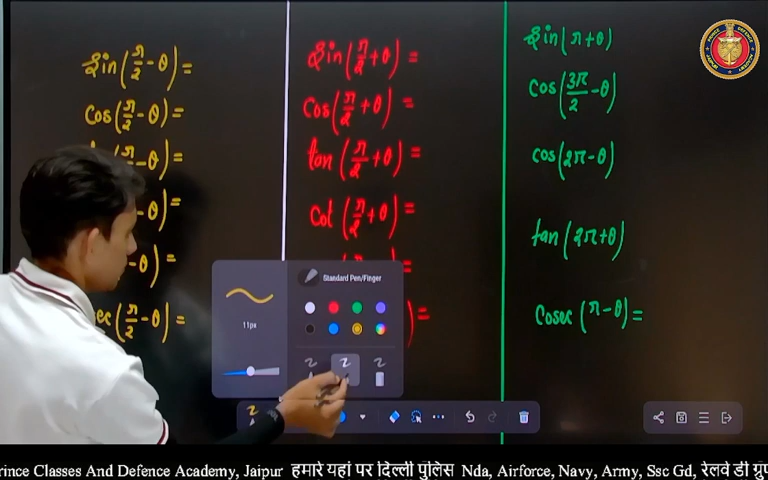 Sin(π/2-θ)=
Cos(π/2-θ)=
(π/2-θ)=
-θ)=
-θ)=
ec(π/2-θ)=
Sin(π/2+θ)=
Cos(π/2+θ)=
tan(π/2+θ)=
Cot(π/2+θ)=
=
)=
Sin(π+θ)
Cos(3π/2-θ)
Cos(2π-θ)
tan(2π+θ)
Cosec(π-θ)=
Standard Pen/Finger
11px
rince Classes And Defence Academy, Jaipur हमारे यहां पर दिल्ली पुलिस Nda, Airforce, Navy, Army, Ssc Gd, रेलवे डी ग्रुप